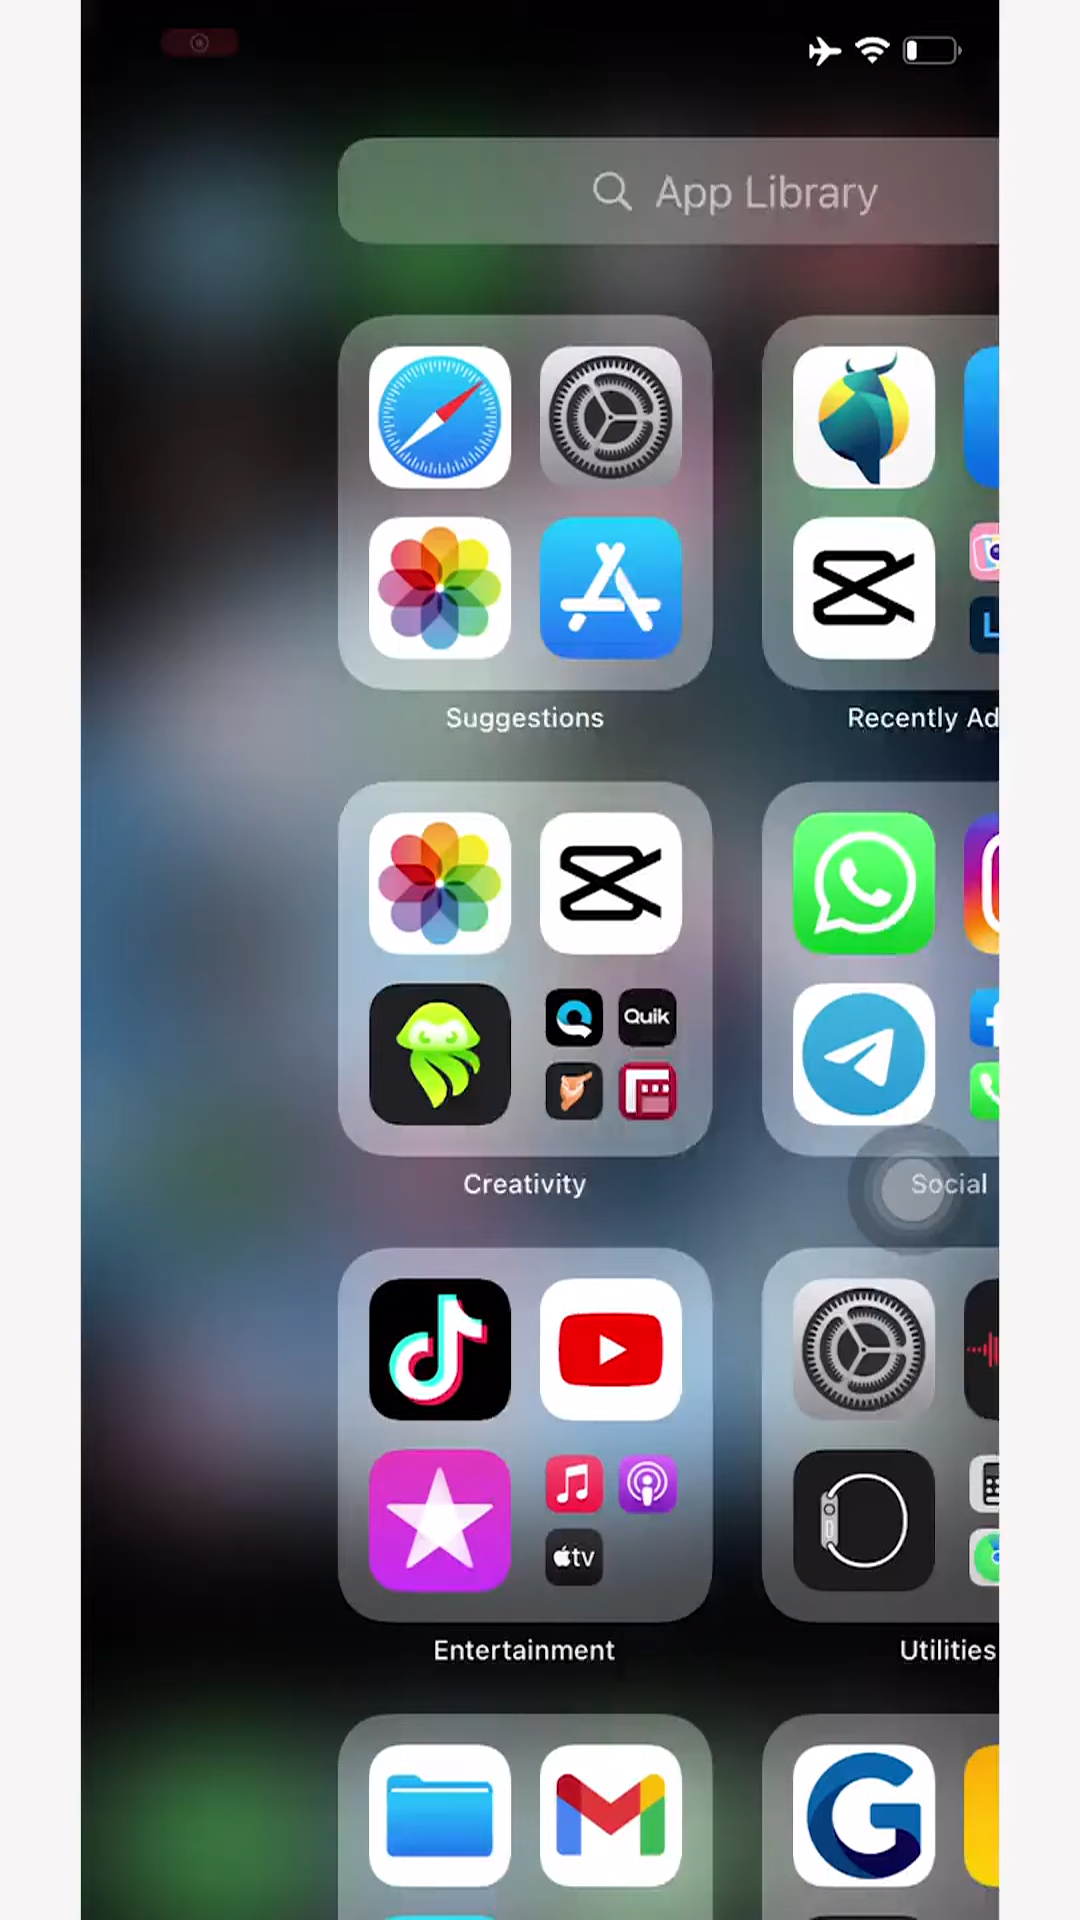 App Library
Suggestions
Recently Ad
Quik
Creativity
Social
tv
Entertainment
Utilities